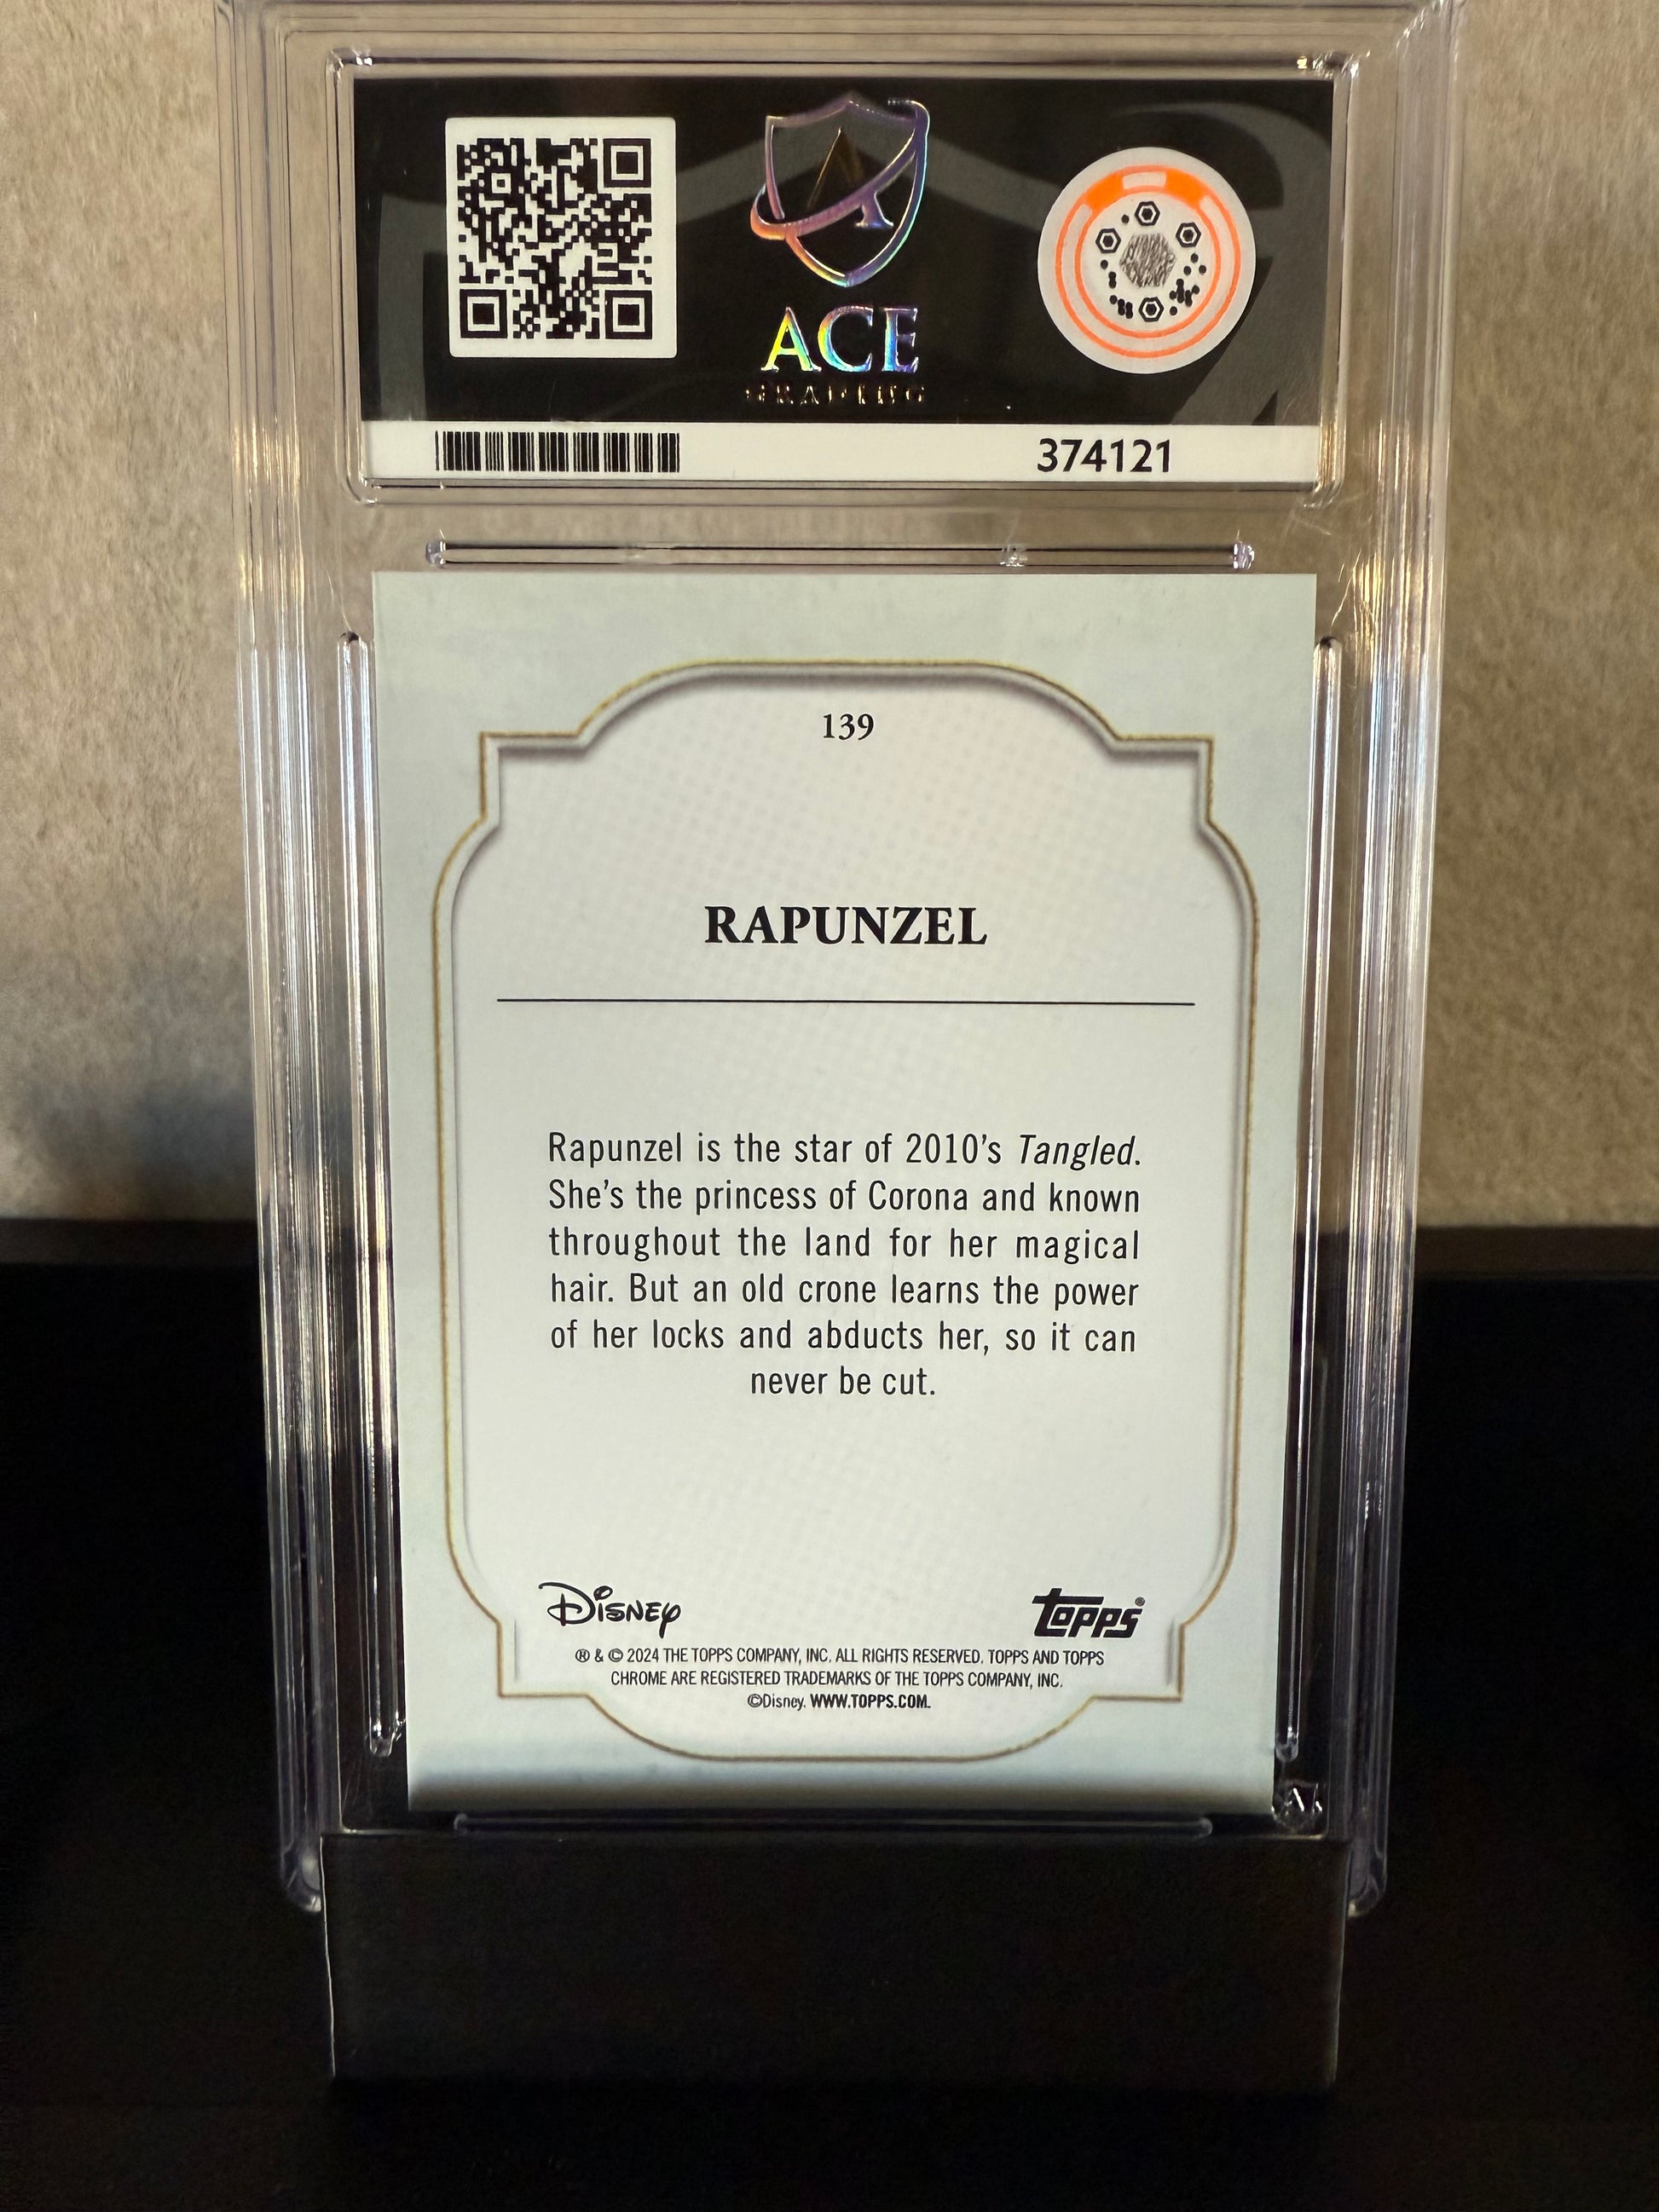 ACE
GRADING
374121
139
RAPUNZEL
Rapunzel is the star of 2010's Tangled.
She's the princess of Corona and known
throughout the land for her magical
hair. But an old crone learns the power
of her locks and abducts her, so it can
never be cut.
Disney
topps®
® & © 2024 THE TOPPS COMPANY, INC. ALL RIGHTS RESERVED. TOPPS AND TOPPS
CHROME ARE REGISTERED TRADEMARKS OF THE TOPPS COMPANY, INC.
©Disney. WWW.TOPPS.COM.